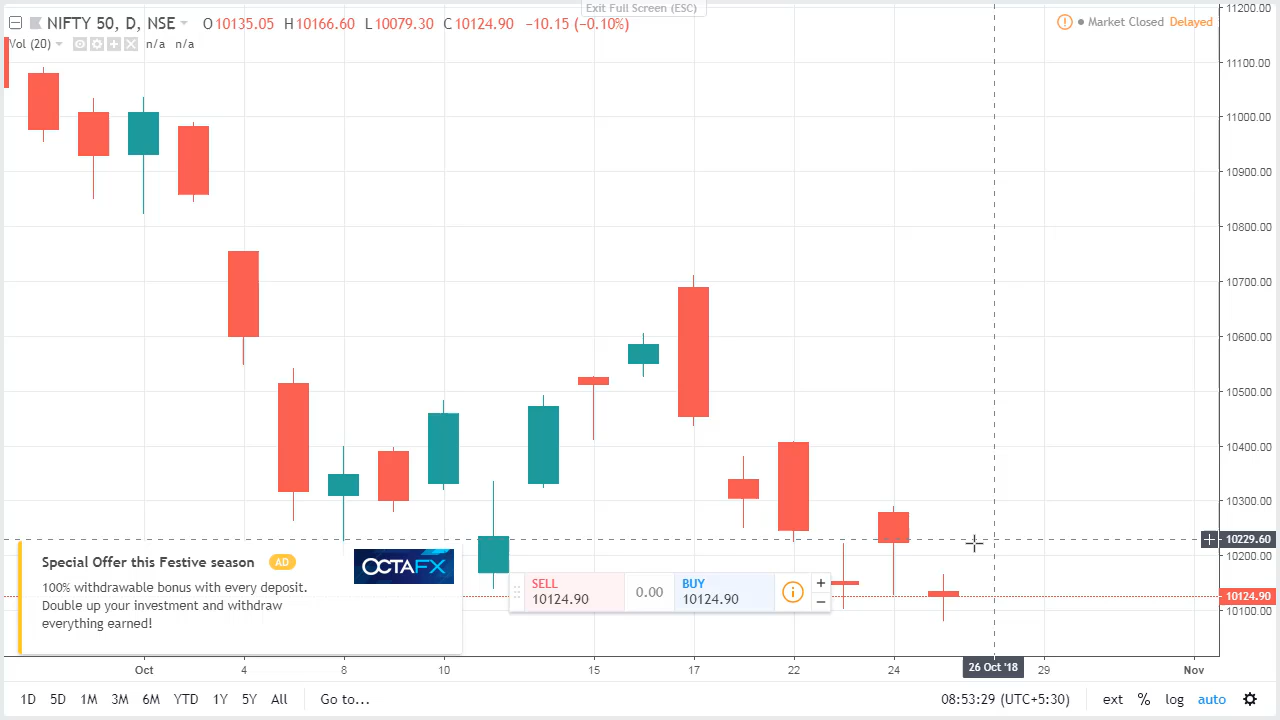 Exit Full Screen (ESC)
NIFTY 50, D, NSE O10135.05 H10166.60 L10079.30 C10124.90 −10.15 (−0.10%)
Market Closed Delayed
Vol (20) n/a n/a
11200.00
11100.00
11000.00
10900.00
10800.00
10700.00
10600.00
10500.00
10400.00
10300.00
10229.60
10200.00
10124.90
10100.00
Special Offer this Festive season AD
100% withdrawable bonus with every deposit.
Double up your investment and withdraw
everything earned!
OCTAFX
SELL
10124.90
0.00
BUY
10124.90
Oct 4 8 10 15 17 22 24 26 Oct '18 29 Nov
1D 5D 1M 3M 6M YTD 1Y 5Y All Go to... 08:53:29 (UTC+5:30) ext % log auto